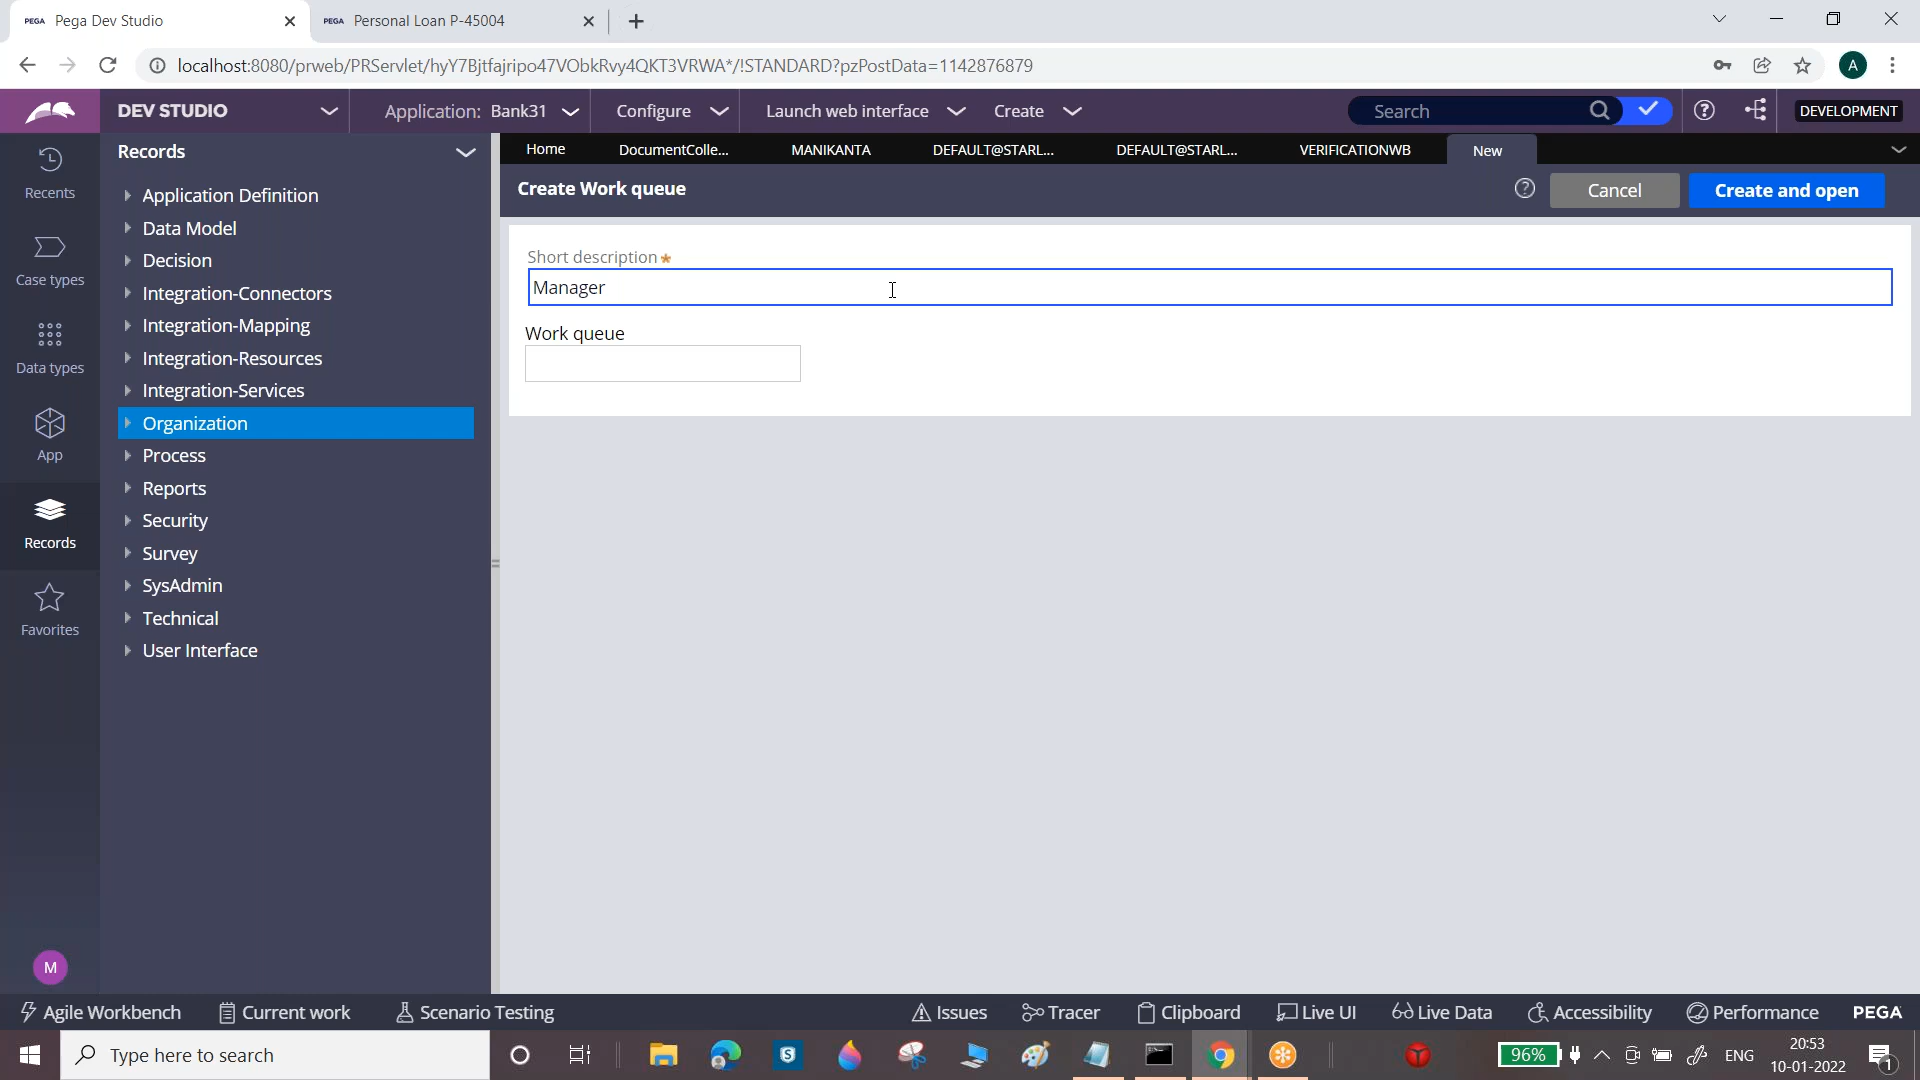 PEGA Pega Dev Studio
PEGA Personal Loan P-45004
localhost:8080/prweb/PRServlet/hyY7Bjtfajripo47VObkRvy4QKT3VRWA*/!STANDARD?pzPostData=1142876879
A
DEV STUDIO
Application: Bank31
Configure
Launch web interface
Create
Search
DEVELOPMENT
Recents
Case types
Data types
App
Records
Favorites
M
Records
Application Definition
Data Model
Decision
Integration-Connectors
Integration-Mapping
Integration-Resources
Integration-Services
Organization
Process
Reports
Security
Survey
SysAdmin
Technical
User Interface
Home
DocumentColle...
MANIKANTA
DEFAULT@STARL...
DEFAULT@STARL...
VERIFICATIONWB
New
Create Work queue
Cancel
Create and open
Short description
Manager
Work queue
Agile Workbench
Current work
Scenario Testing
Issues
Tracer
Clipboard
Live UI
Live Data
Accessibility
Performance
PEGA
Type here to search
S
96%
ENG
20:53
10-01-2022
1